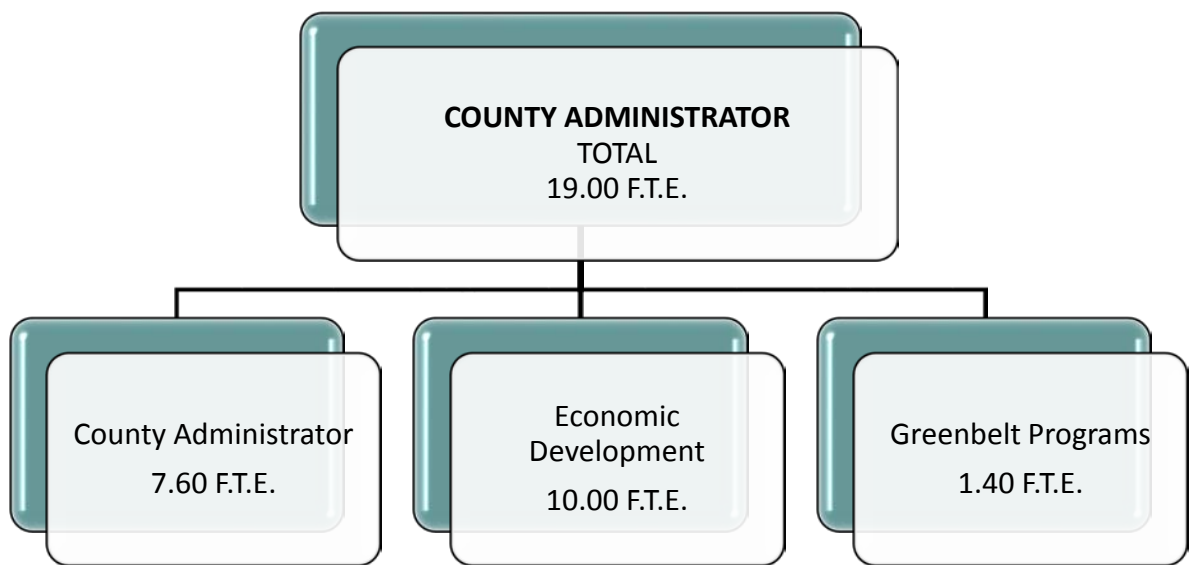 COUNTY ADMINISTRATOR
TOTAL
19.00 F.T.E.
County Administrator
7.60 F.T.E.
Economic
Development
10.00 F.T.E.
Greenbelt Programs
1.40 F.T.E.